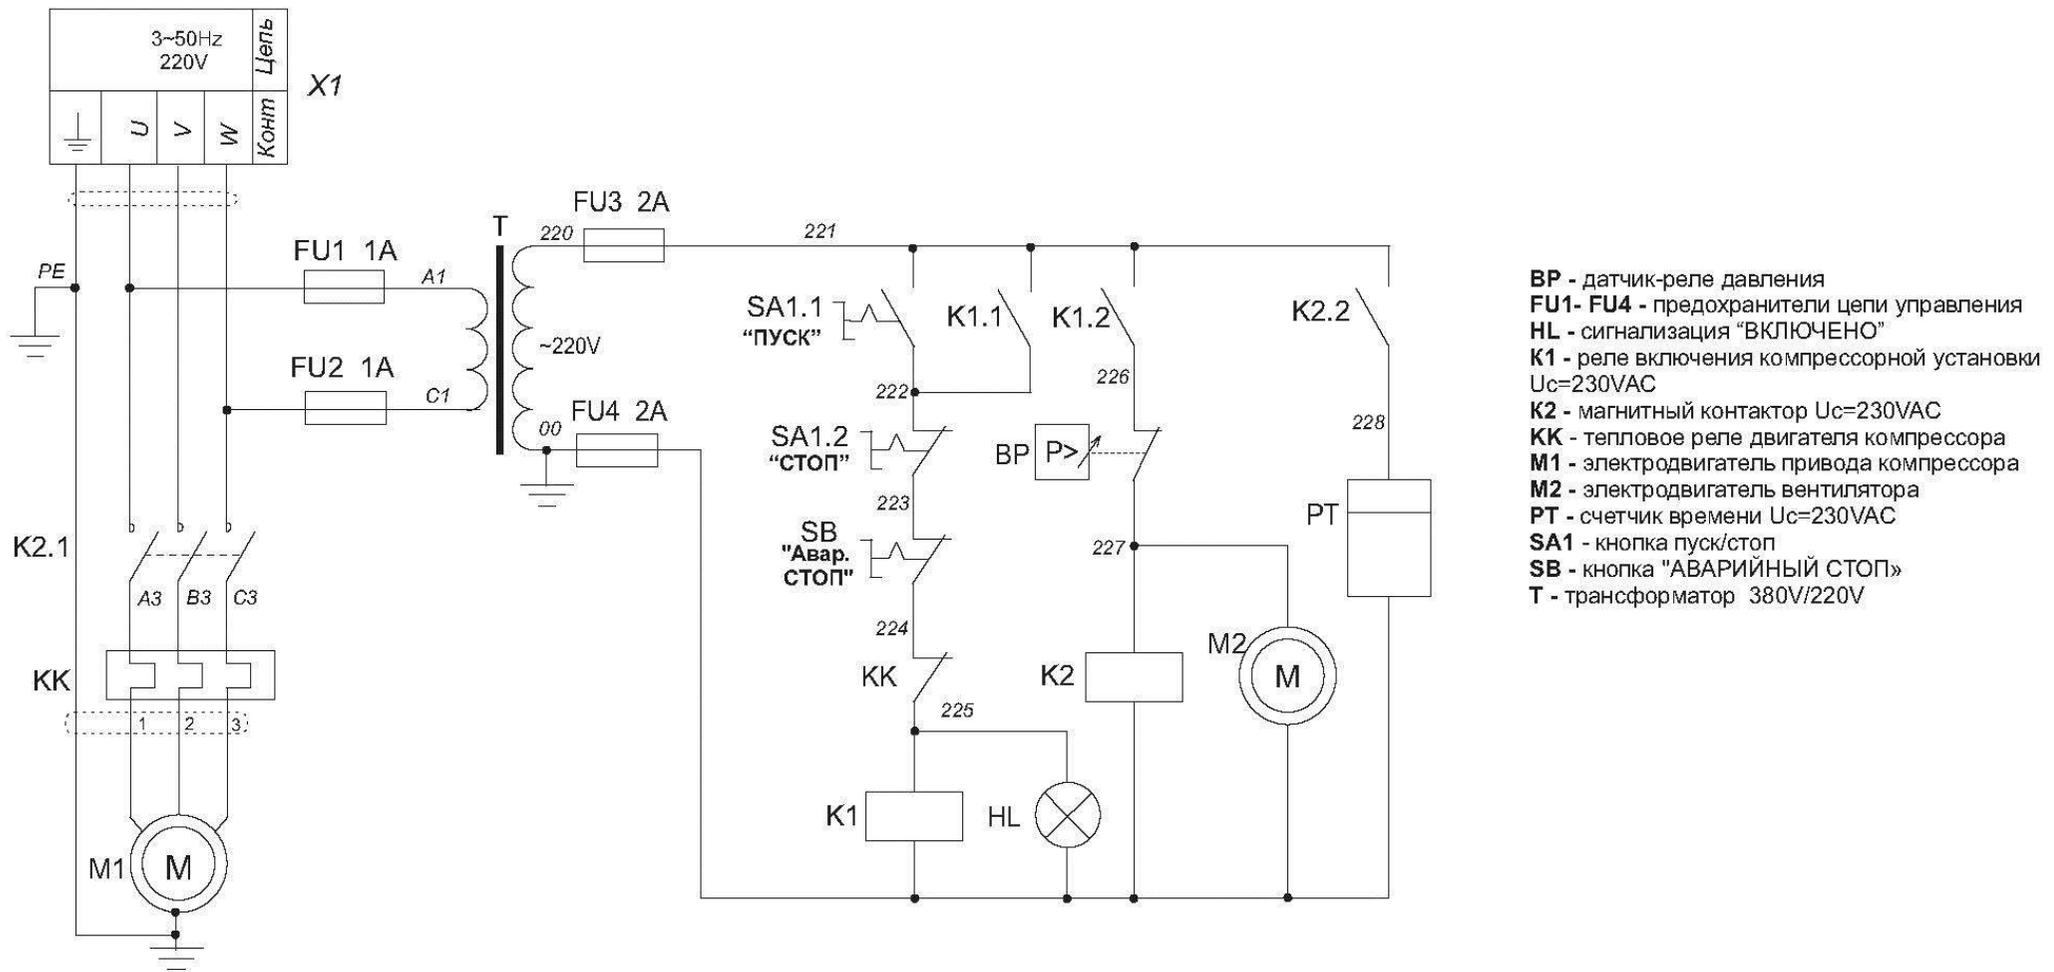 3~50Hz
220V
Цепь
Конт
U
V
W
X1
PE
FU1 1A
A1
FU2 1A
C1
T
220
FU3 2A
221
~220V
00
FU4 2A
SA1.1
“ПУСК”
K1.1
K1.2
K2.2
222
226
228
SA1.2
“СТОП”
BP
P>
223
SB
"Авар.
СТОП"
227
PT
224
KK
225
K2
M2
M
K1
HL
K2.1
A3
B3
C3
KK
1
2
3
M1
M
BP - датчик-реле давления
FU1- FU4 - предохранители цепи управления
HL - сигнализация “ВКЛЮЧЕНО”
К1 - реле включения компрессорной установки
Uc=230VAC
К2 - магнитный контактор Uc=230VAC
КК - тепловое реле двигателя компрессора
М1 - электродвигатель привода компрессора
М2 - электродвигатель вентилятора
PT - счетчик времени Uc=230VAC
SA1 - кнопка пуск/стоп
SB - кнопка "АВАРИЙНЫЙ СТОП»
Т - трансформатор 380V/220V